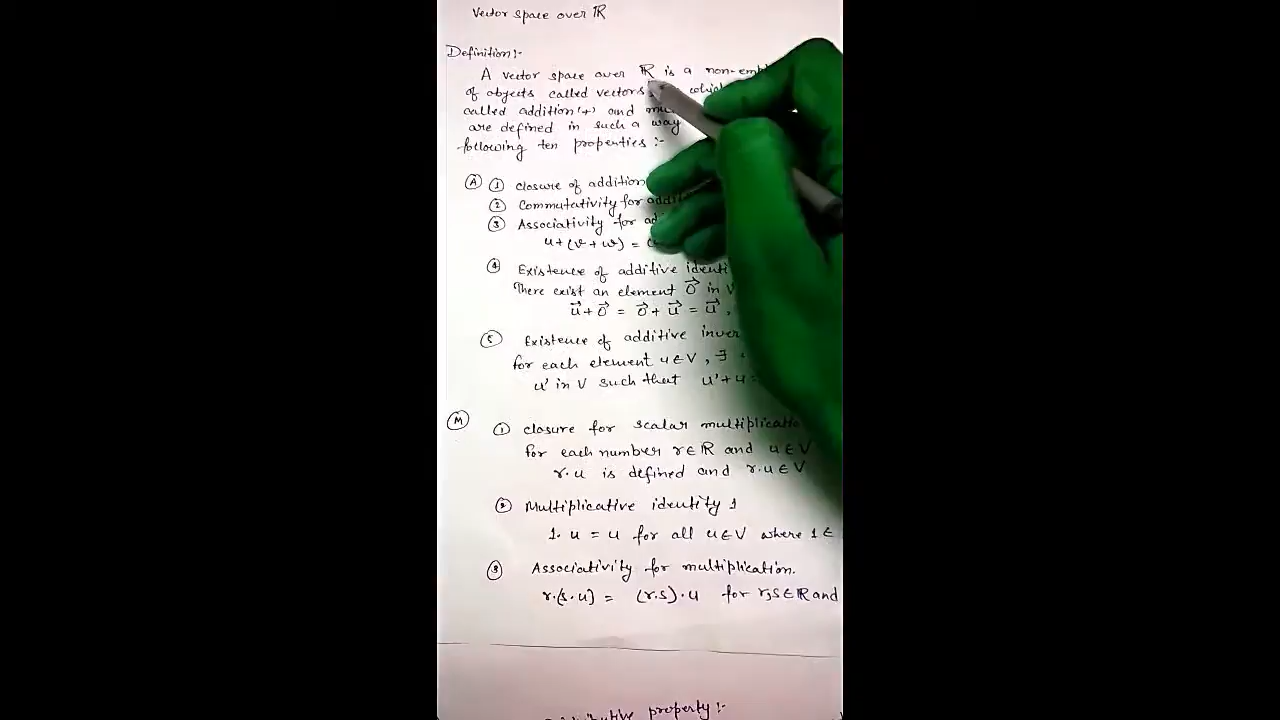 Vector space over ℝ
Definition:-
A vector space over ℝ is a non-
of objects called vectors which
called addition '+' and
are defined in such a way
following ten properties :-
Ⓐ ① closure of addition
② Commutativity for
③ Associativity for
u+(v+w) = (
④ Existence of additive
There exist an element 0⃗ in V
u⃗+0⃗ = 0⃗+u⃗ = u⃗,
⑤ Existence of additive
for each element u∈V, ∃
u' in V such that u'+u
Ⓜ ① closure for scalar
for each number r∈ℝ and u∈V
r.u is defined and r.u∈V
② Multiplicative identity 1
1.u = u for all u∈V where 1∈
③ Associativity for multiplication.
r.(s.u) = (r.s).u for r,s∈ℝ and
property :-